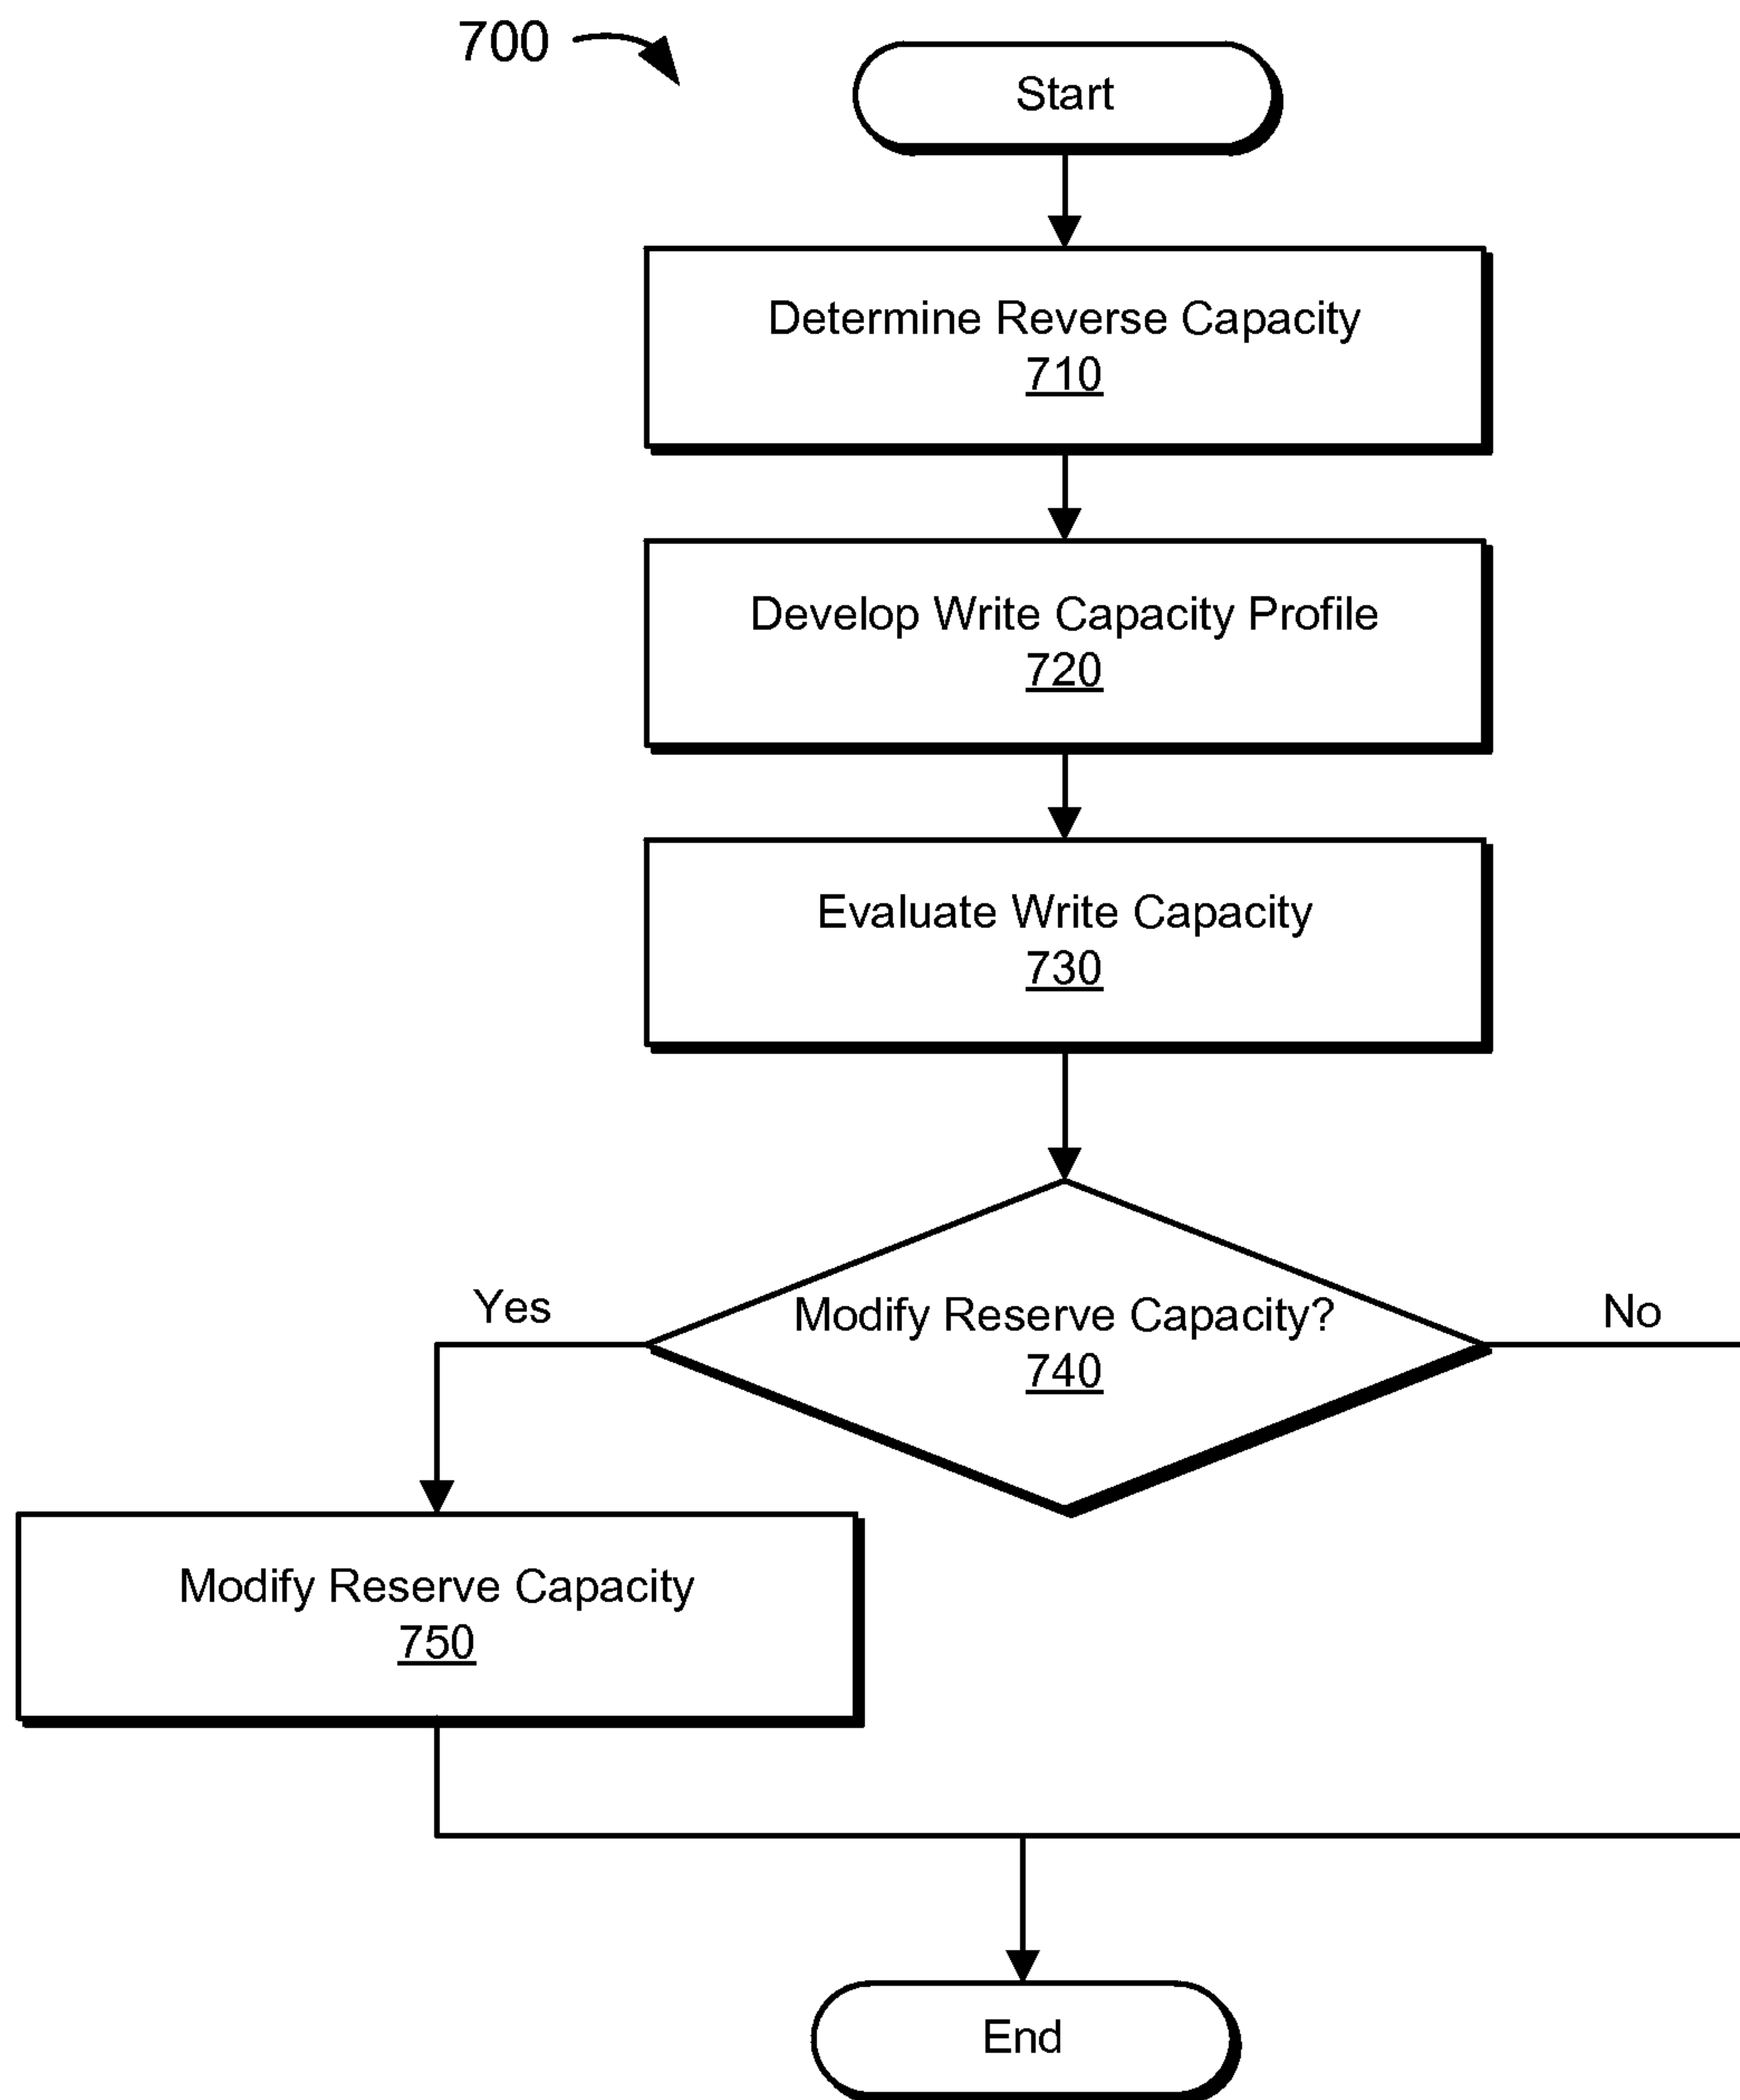 700
Start
Determine Reverse Capacity
710
Develop Write Capacity Profile
720
Evaluate Write Capacity
730
Yes
Modify Reserve Capacity?
No
740
Modify Reserve Capacity
750
End